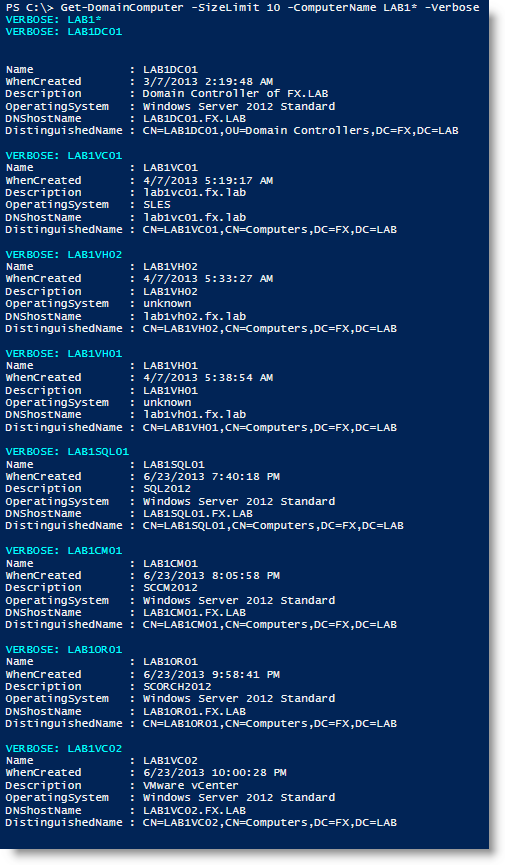 PS C:\> Get-DomainComputer -SizeLimit 10 -ComputerName LAB1* -Verbose
VERBOSE: LAB1*
VERBOSE: LAB1DC01
Name : LAB1DC01
WhenCreated : 3/7/2013 2:19:48 AM
Description : Domain Controller of FX.LAB
OperatingSystem : Windows Server 2012 Standard
DNShostName : LAB1DC01.FX.LAB
DistinguishedName : CN=LAB1DC01,OU=Domain Controllers,DC=FX,DC=LAB
VERBOSE: LAB1VC01
Name : LAB1VC01
WhenCreated : 4/7/2013 5:19:17 AM
Description : lab1vc01.fx.lab
OperatingSystem : SLES
DNShostName : lab1vc01.fx.lab
DistinguishedName : CN=LAB1VC01,CN=Computers,DC=FX,DC=LAB
VERBOSE: LAB1VH02
Name : LAB1VH02
WhenCreated : 4/7/2013 5:33:27 AM
Description : LAB1VH02
OperatingSystem : unknown
DNShostName : lab1vh02.fx.lab
DistinguishedName : CN=LAB1VH02,CN=Computers,DC=FX,DC=LAB
VERBOSE: LAB1VH01
Name : LAB1VH01
WhenCreated : 4/7/2013 5:38:54 AM
Description : LAB1VH01
OperatingSystem : unknown
DNShostName : lab1vh01.fx.lab
DistinguishedName : CN=LAB1VH01,CN=Computers,DC=FX,DC=LAB
VERBOSE: LAB1SQL01
Name : LAB1SQL01
WhenCreated : 6/23/2013 7:40:18 PM
Description : SQL2012
OperatingSystem : Windows Server 2012 Standard
DNShostName : LAB1SQL01.FX.LAB
DistinguishedName : CN=LAB1SQL01,CN=Computers,DC=FX,DC=LAB
VERBOSE: LAB1CM01
Name : LAB1CM01
WhenCreated : 6/23/2013 8:05:58 PM
Description : SCCM2012
OperatingSystem : Windows Server 2012 Standard
DNShostName : LAB1CM01.FX.LAB
DistinguishedName : CN=LAB1CM01,CN=Computers,DC=FX,DC=LAB
VERBOSE: LAB1OR01
Name : LAB1OR01
WhenCreated : 6/23/2013 9:58:41 PM
Description : SCORCH2012
OperatingSystem : Windows Server 2012 Standard
DNShostName : LAB1OR01.FX.LAB
DistinguishedName : CN=LAB1OR01,CN=Computers,DC=FX,DC=LAB
VERBOSE: LAB1VC02
Name : LAB1VC02
WhenCreated : 6/23/2013 10:00:28 PM
Description : VMware vCenter
OperatingSystem : Windows Server 2012 Standard
DNShostName : LAB1VC02.FX.LAB
DistinguishedName : CN=LAB1VC02,CN=Computers,DC=FX,DC=LAB